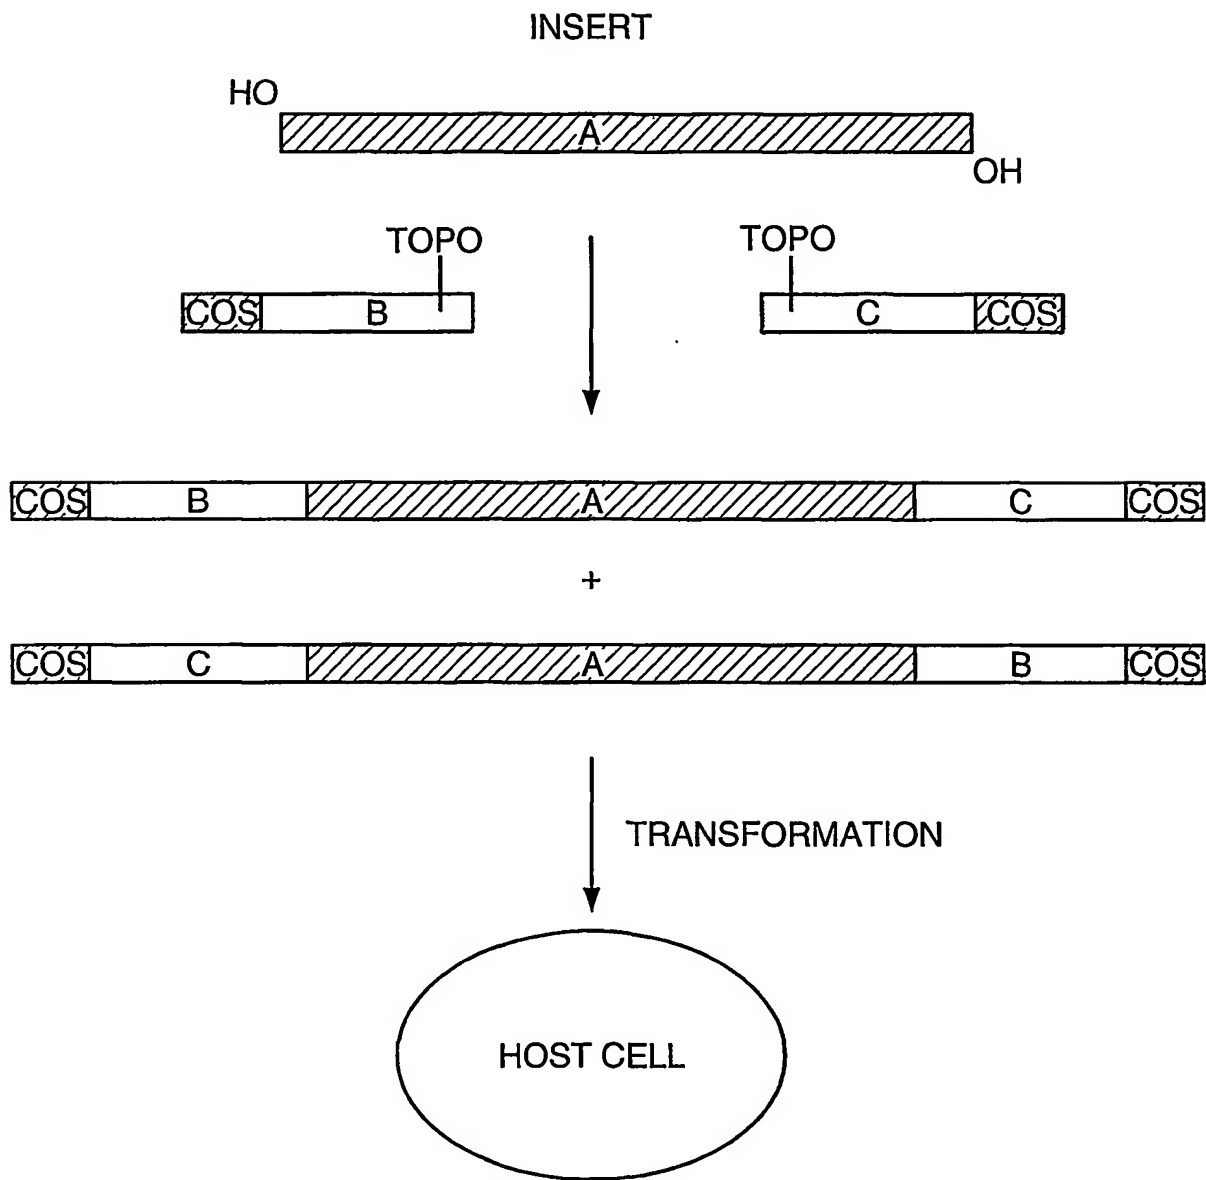 INSERT
HO
A
OH
TOPO TOPO
COS B C COS
COS B A C COS
+
COS C A B COS
TRANSFORMATION
HOST CELL